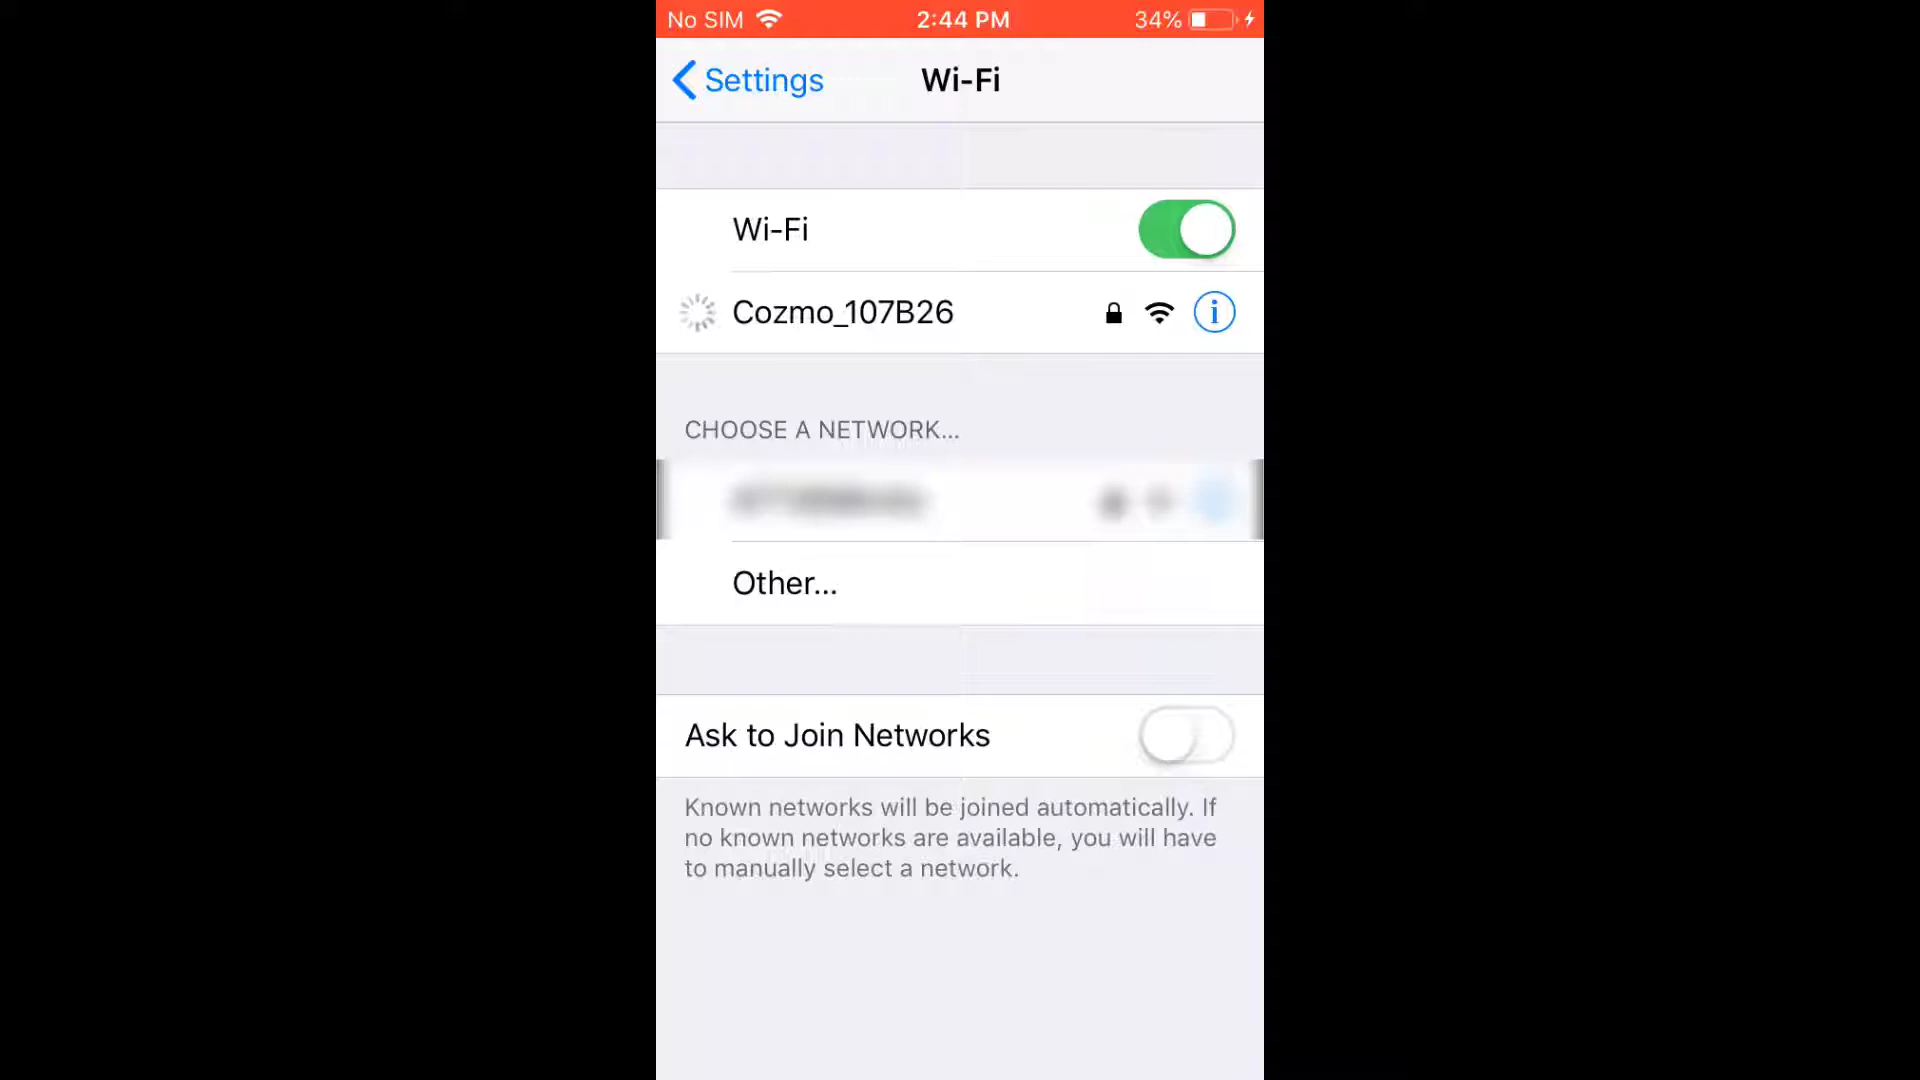 No SIM 2:44 PM 34%
Settings Wi-Fi
Wi-Fi
Cozmo_107B26
CHOOSE A NETWORK...
Other...
Ask to Join Networks
Known networks will be joined automatically. If
no known networks are available, you will have
to manually select a network.